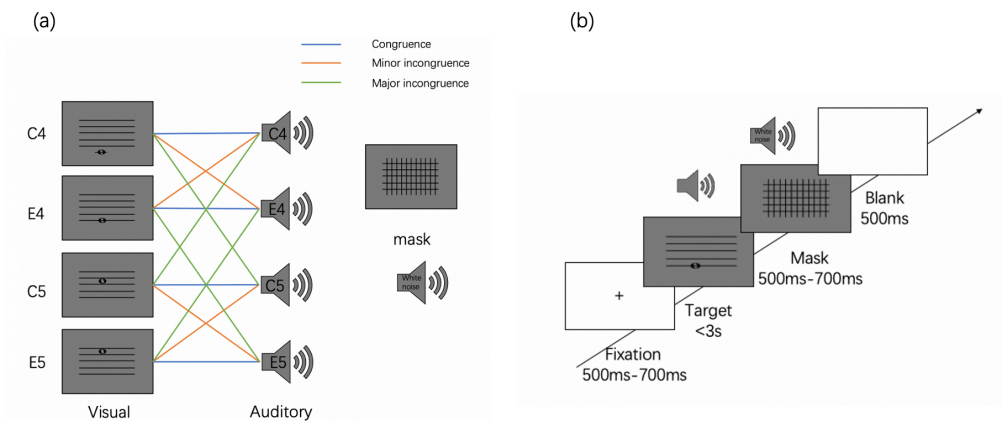 (a)
Congruence
Minor incongruence
Major incongruence
C4
C4
E4
E4
mask
C5
C5
White
noise
E5
E5
Visual
Auditory
(b)
White
noise
Blank
500ms
Mask
500ms-700ms
Target
<3s
Fixation
500ms-700ms